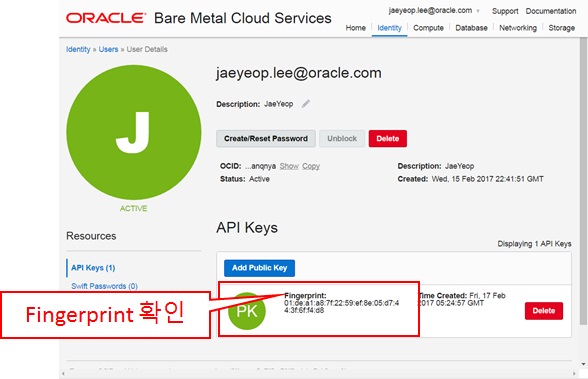 ORACLE® Bare Metal Cloud Services
jaeyeop.lee@oracle.com Support Documentation
Home Identity Compute Database Networking Storage
Identity » Users » User Details
J
ACTIVE
jaeyeop.lee@oracle.com
Description: JaeYeop
Create/Reset Password Unblock Delete
OCID: ...anqnya Show Copy
Description: JaeYeop
Status: Active
Created: Wed, 15 Feb 2017 22:41:51 GMT
Resources
API Keys (1)
Swift Passwords (0)
API Keys
Displaying 1 API Keys
Add Public Key
PK
Fingerprint:
01:de:a1:a8:7f:22:59:ef:8e:05:d7:4
4:3f:6f:f4:d8
Time Created: Fri, 17 Feb
2017 05:24:57 GMT
Delete
Fingerprint 확인